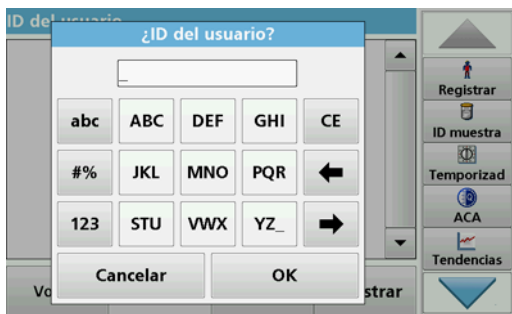 ID del usuario
¿ID del usuario?
_
abc ABC DEF GHI CE
#% JKL MNO PQR
123 STU VWX YZ_
Cancelar OK
Vo
strar
Registrar
ID muestra
Temporizad
ACA
Tendencias